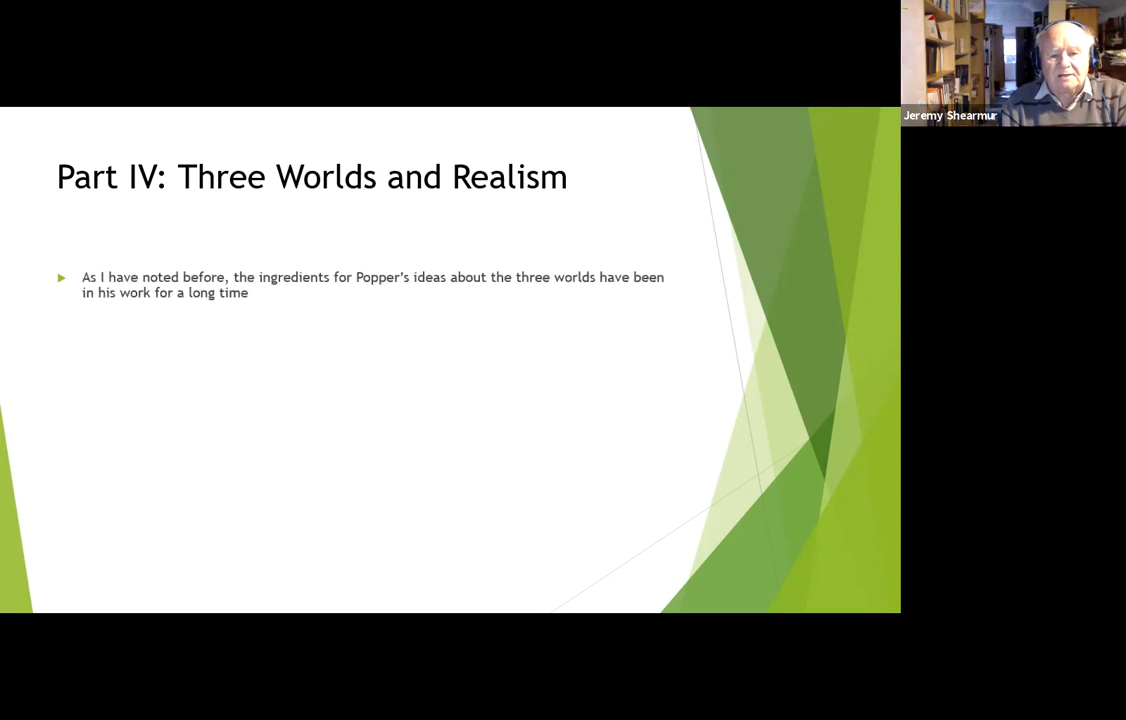 Jeremy Shearmur
Part IV: Three Worlds and Realism
As I have noted before, the ingredients for Popper's ideas about the three worlds have been
in his work for a long time